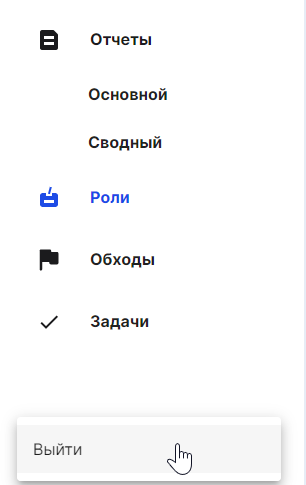 Отчеты
Основной
Сводный
Роли
Обходы
Задачи
Выйти